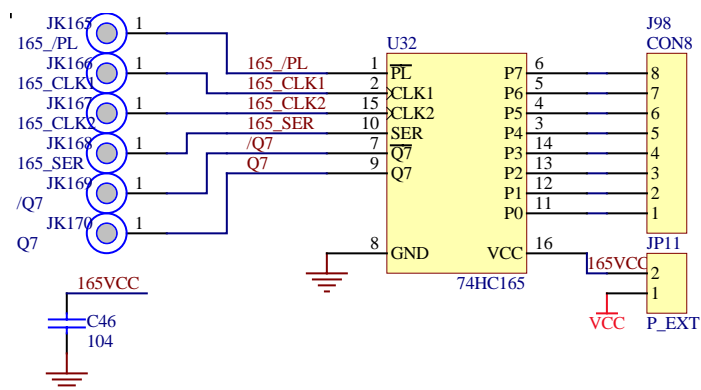 JK165 1
165_/PL
JK166 1
165_CLK1
JK167 1
165_CLK2
JK168 1
165_SER
JK169 1
/Q7
JK170 1
Q7
165_/PL 1
165_CLK1 2
165_CLK2 15
165_SER 10
/Q7 7
Q7 9
8
U32
PL P7
CLK1 P6
CLK2 P5
SER P4
Q7 P3
Q7 P2
P1
P0
GND VCC
74HC165
6
5
4
3
14
13
12
11
16
J98
CON8
8
7
6
5
4
3
2
1
JP11
165VCC 2
1
VCC P_EXT
165VCC
C46
104